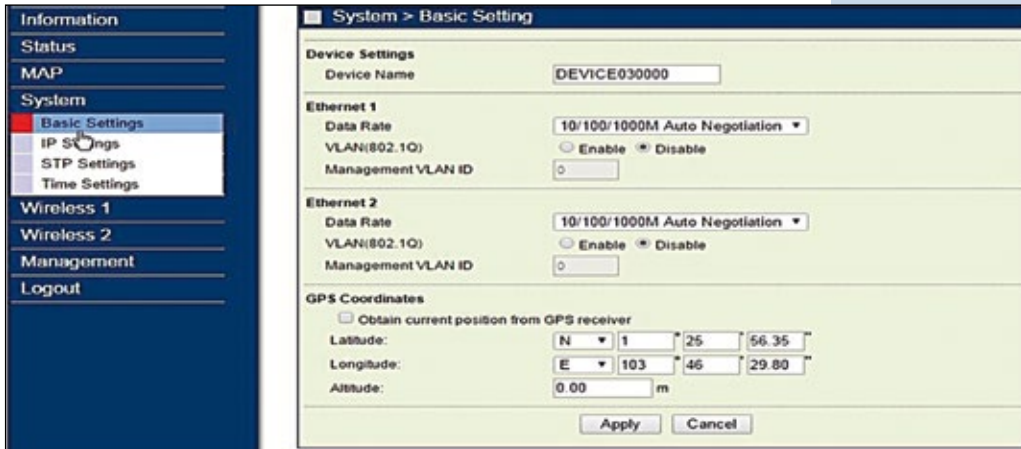 Information
Status
MAP
System
Basic Settings
IP Settings
STP Settings
Time Settings
Wireless 1
Wireless 2
Management
Logout
System > Basic Setting
Device Settings
Device Name DEVICE030000
Ethernet 1
Data Rate 10/100/1000M Auto Negotiation
VLAN(802.1Q) Enable Disable
Management VLAN ID 0
Ethernet 2
Data Rate 10/100/1000M Auto Negotiation
VLAN(802.1Q) Enable Disable
Management VLAN ID 0
GPS Coordinates
Obtain current position from GPS receiver
Latitude: N 1 ° 25 ' 56.35 "
Longitude: E 103 ° 46 ' 29.80 "
Altitude: 0.00 m
Apply Cancel